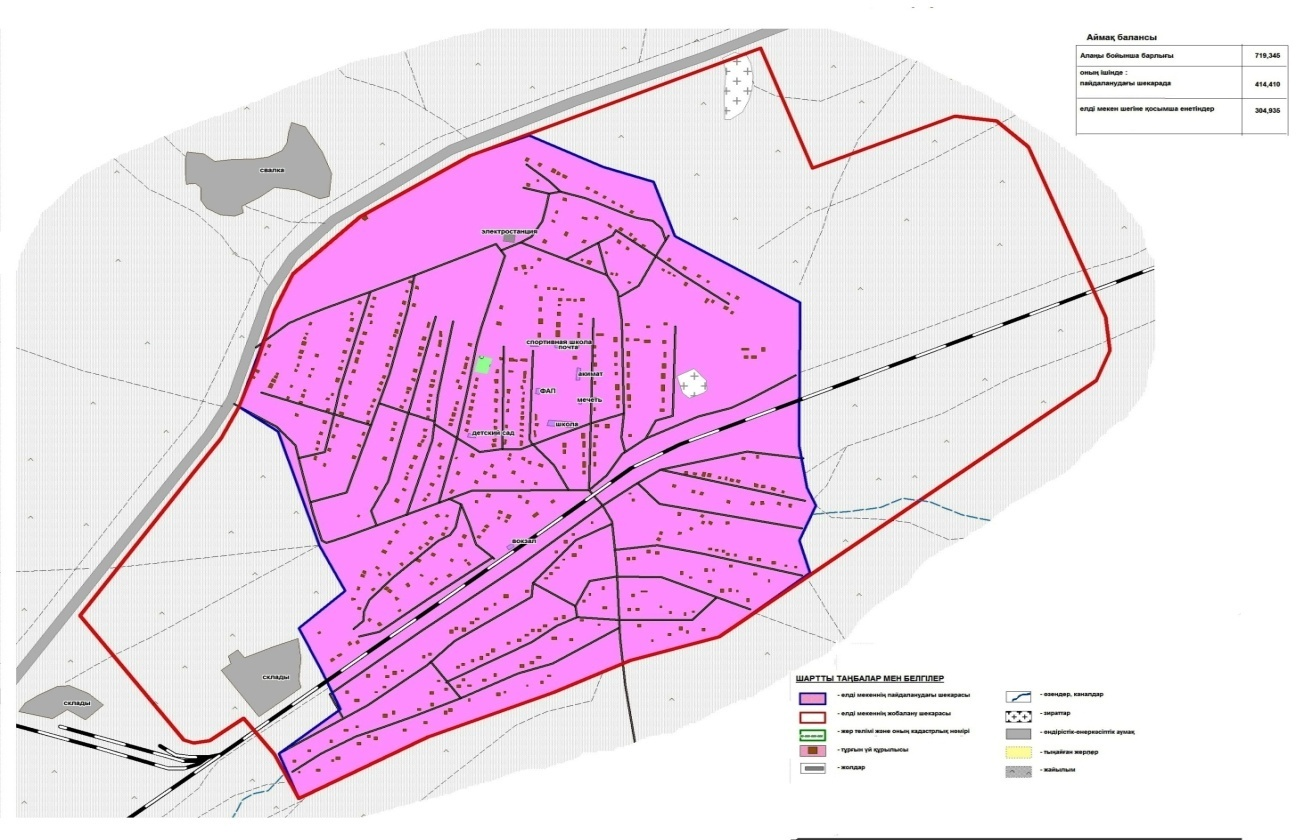 Аймақ балансы
Алаңы бойынша барлығы 719,345
оның ішінде :
пайдаланудағы шекарада 414,410
елді мекен шегіне қосымша енетіндер 304,935
свалка
электростанция
спортивная школа
почта
акимат
ФАП
мечеть
школа
детский сад
вокзал
склады
склады
ШАРТТЫ ТАҢБАЛАР МЕН БЕЛГІЛЕР
- елді мекеннің пайдаланудағы шекарасы
- елді мекеннің жобалану шекарасы
- жер телімі және оның кадастрлық нөмірі
- тұрғын үй құрылысы
- жолдар
- өзендер, каналдар
- зираттар
- өндірістік-өнеркәсіптік аумақ
- тыңайған жерлер
- жайылым